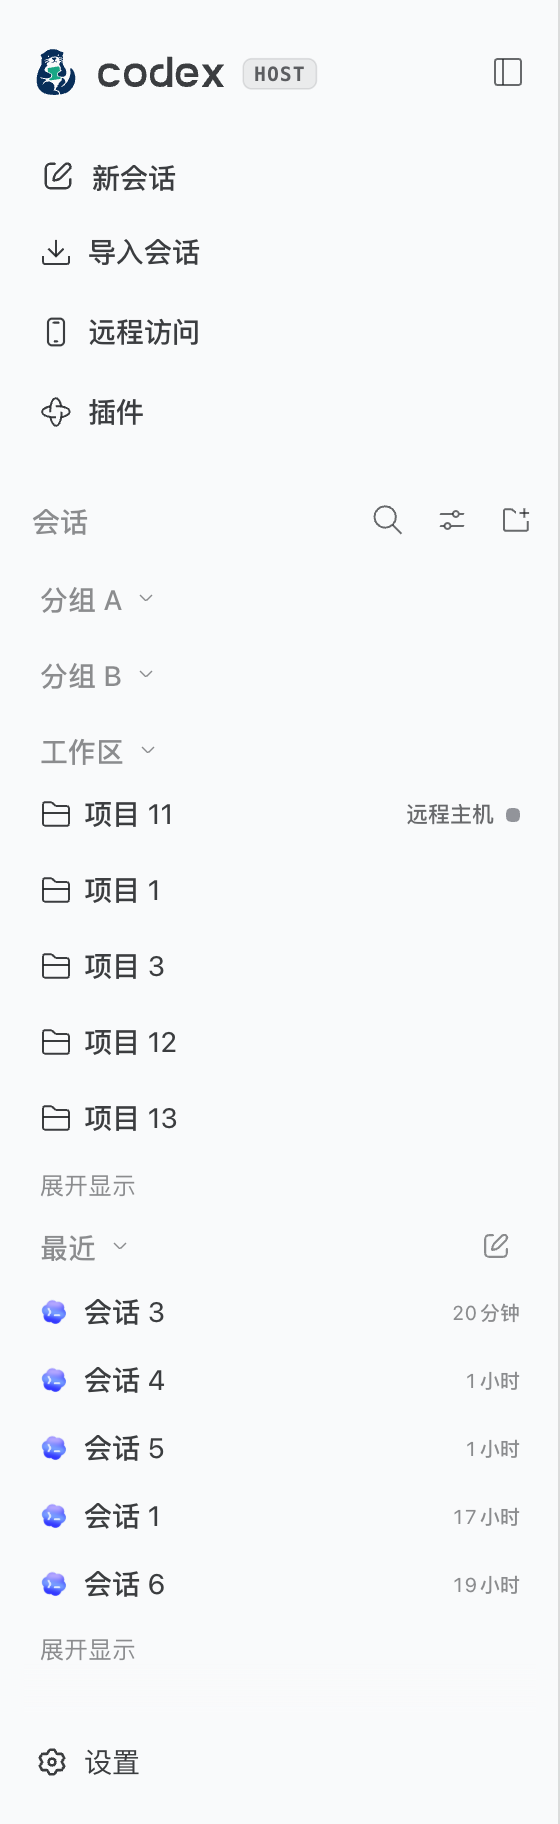 codex HOST
新会话
导入会话
远程访问
插件
会话
分组 A
分组 B
工作区
项目 11 远程主机
项目 1
项目 3
项目 12
项目 13
展开显示
最近
会话 3 20 分钟
会话 4 1 小时
会话 5 1 小时
会话 1 17 小时
会话 6 19 小时
展开显示
设置